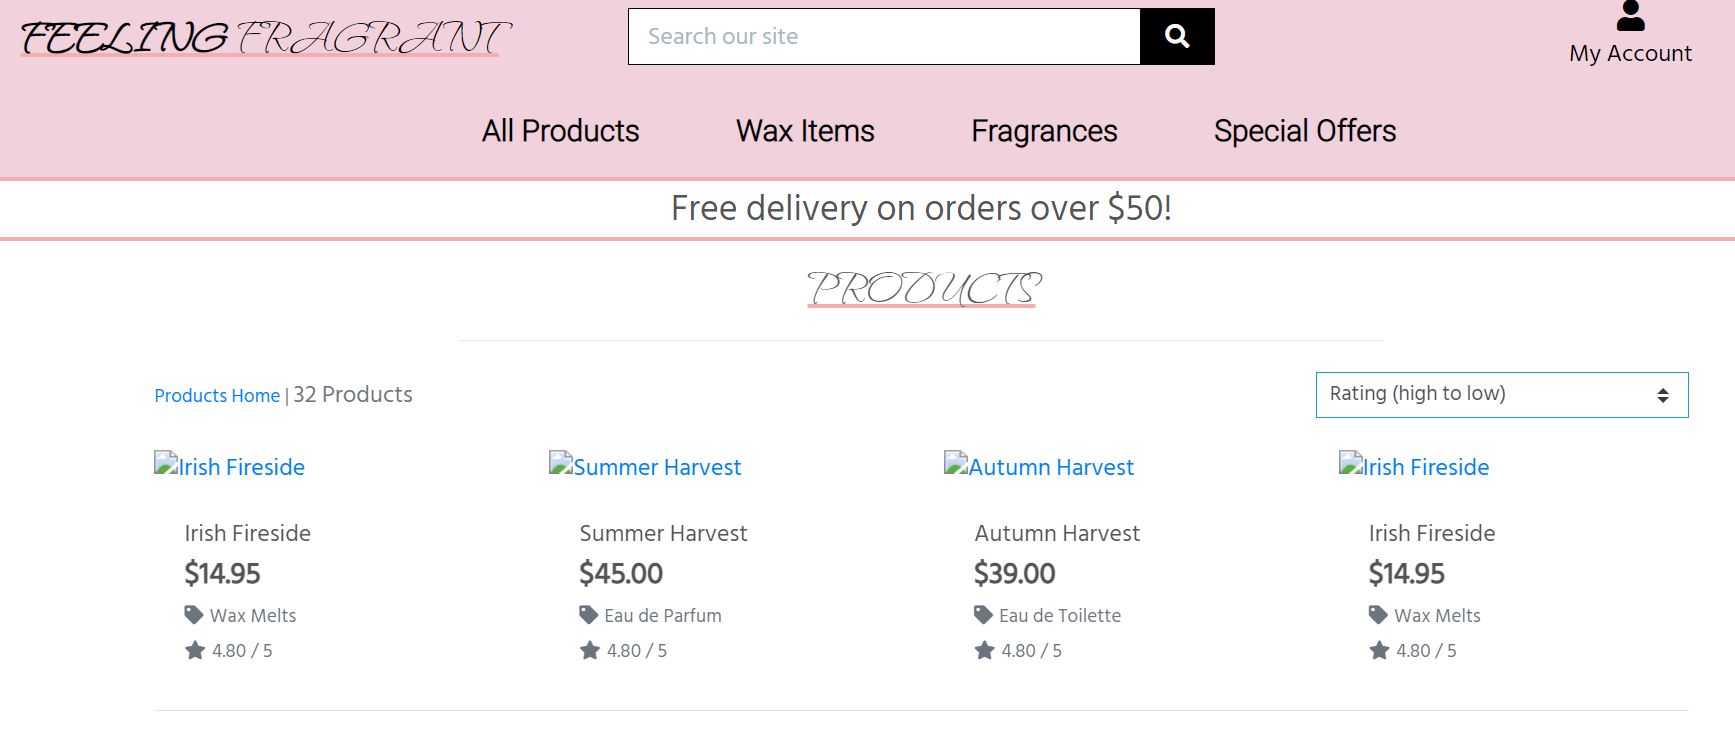 FEELING FRAGRANT
Search our site
My Account
All Products Wax Items Fragrances Special Offers
Free delivery on orders over $50!
PRODUCTS
Products Home | 32 Products
Rating (high to low)
Irish Fireside Summer Harvest Autumn Harvest Irish Fireside
Irish Fireside Summer Harvest Autumn Harvest Irish Fireside
$14.95 $45.00 $39.00 $14.95
Wax Melts Eau de Parfum Eau de Toilette Wax Melts
4.80 / 5 4.80 / 5 4.80 / 5 4.80 / 5